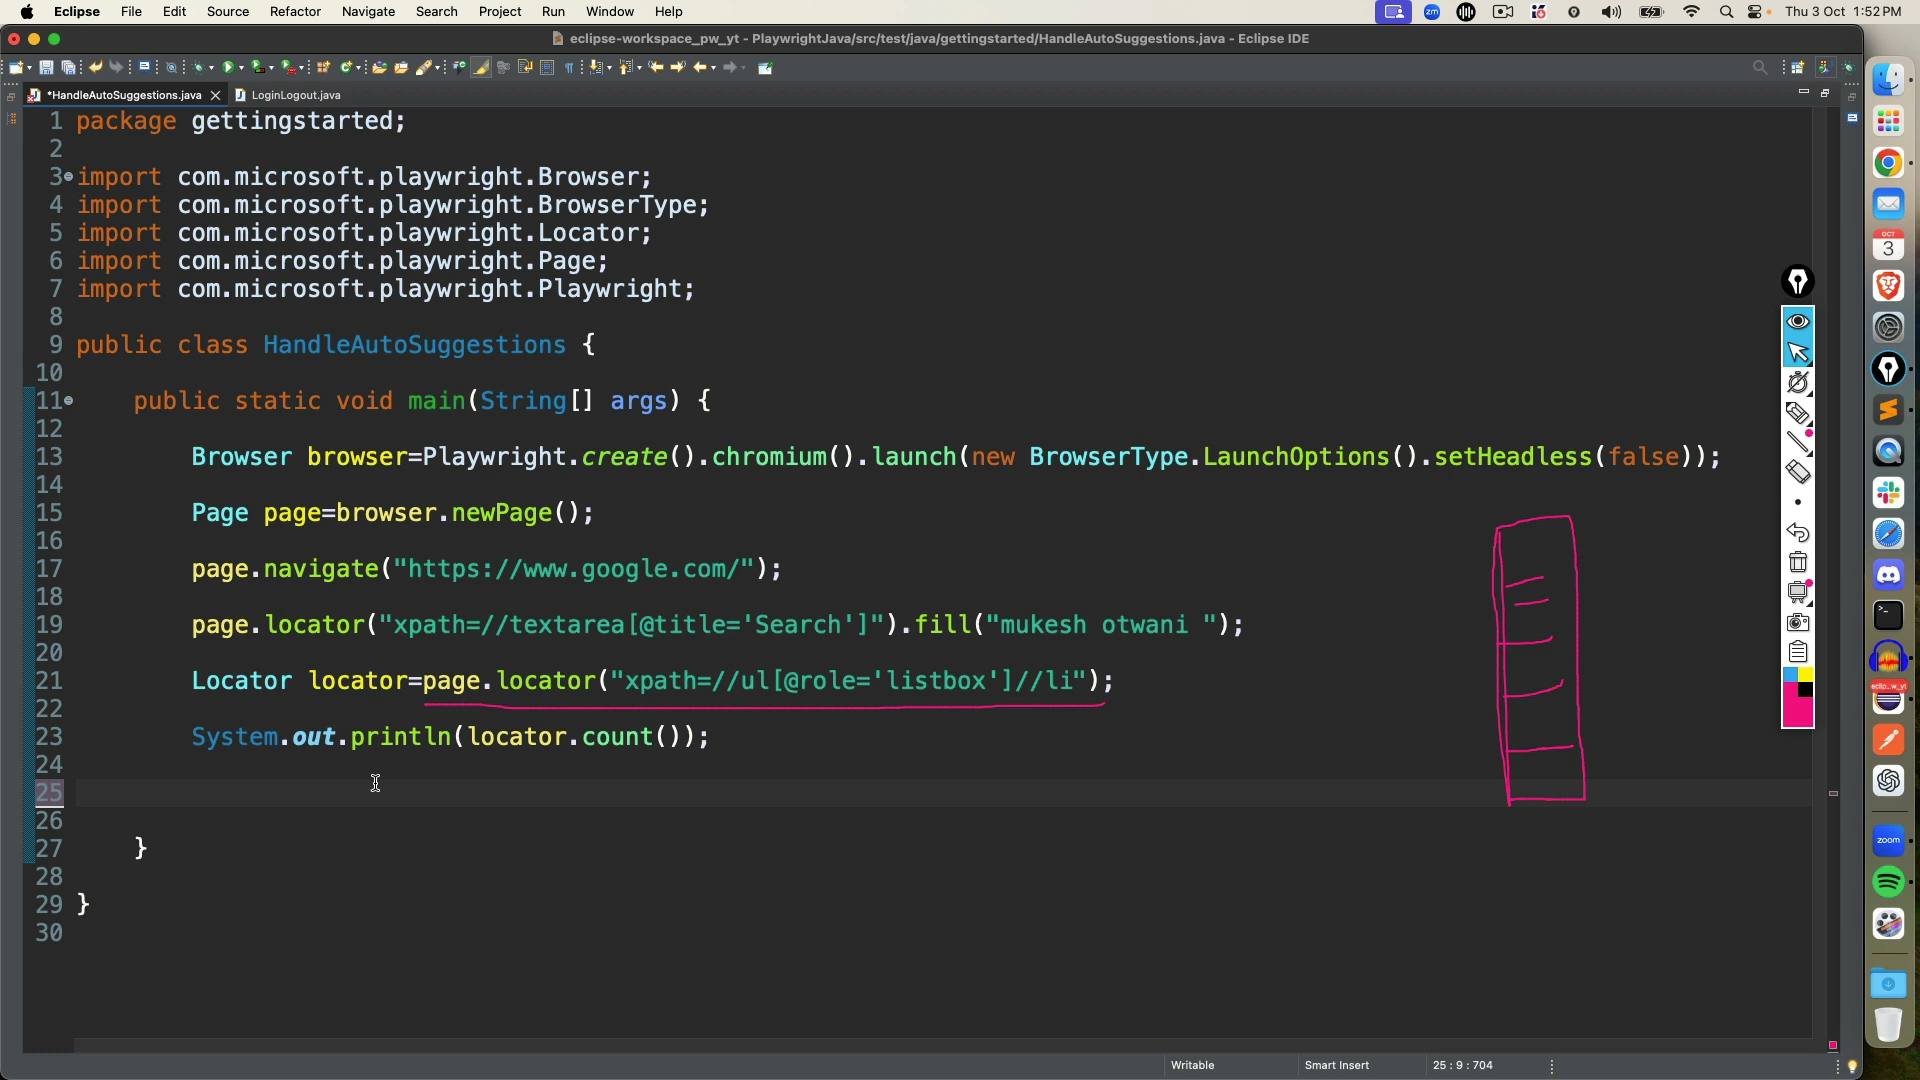 Eclipse File Edit Source Refactor Navigate Search Project Run Window Help
zm Thu 3 Oct 1:52 PM
eclipse-workspace_pw_yt - PlaywrightJava/src/test/java/gettingstarted/HandleAutoSuggestions.java - Eclipse IDE
*HandleAutoSuggestions.java LoginLogout.java
1 package gettingstarted;
2
3 import com.microsoft.playwright.Browser;
4 import com.microsoft.playwright.BrowserType;
5 import com.microsoft.playwright.Locator;
6 import com.microsoft.playwright.Page;
7 import com.microsoft.playwright.Playwright;
8
9 public class HandleAutoSuggestions {
10
11 public static void main(String[] args) {
12
13 Browser browser=Playwright.create().chromium().launch(new BrowserType.LaunchOptions().setHeadless(false));
14
15 Page page=browser.newPage();
16
17 page.navigate("https://www.google.com/");
18
19 page.locator("xpath=//textarea[@title='Search']").fill("mukesh otwani ");
20
21 Locator locator=page.locator("xpath=//ul[@role='listbox']//li");
22
23 System.out.println(locator.count());
24
25
26
27 }
28
29 }
30
OCT
3
eclip..w_yt
zoom
Writable Smart Insert 25 : 9 : 704